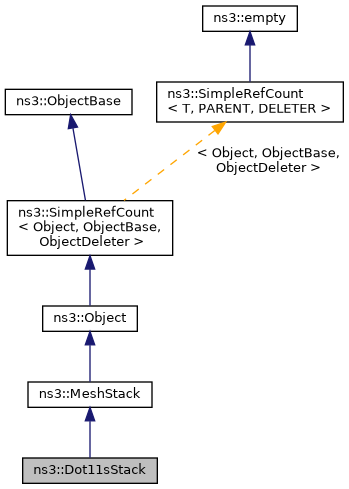 ns3::empty
ns3::ObjectBase
ns3::SimpleRefCount
< T, PARENT, DELETER >
< Object, ObjectBase,
ObjectDeleter >
ns3::SimpleRefCount
< Object, ObjectBase,
ObjectDeleter >
ns3::Object
ns3::MeshStack
ns3::Dot11sStack